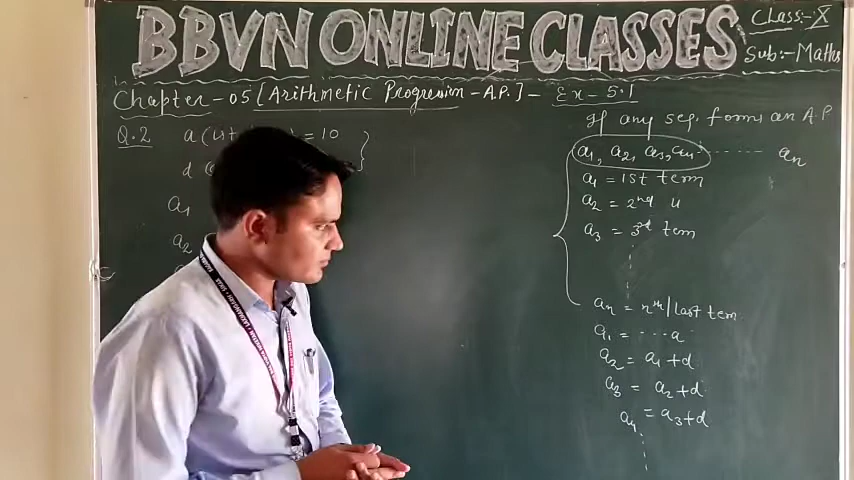 BBVN ONLINE CLASSES
Class:- X
Sub:- Maths
Chapter-05 [Arithmetic Progression-A.P.] - Ex-5.1
Q.2 a (1st ) = 10
d
a₁
a₂
If any seq. forms an A.P
a₁, a₂, a₃, a₄ ------ aₙ
a₁ = 1st term
a₂ = 2nd 11
a₃ = 3rd term
aₙ = nth/last term
a₁ = ---a
a₂ = a₁+d
a₃ = a₂+d
a₄ = a₃+d